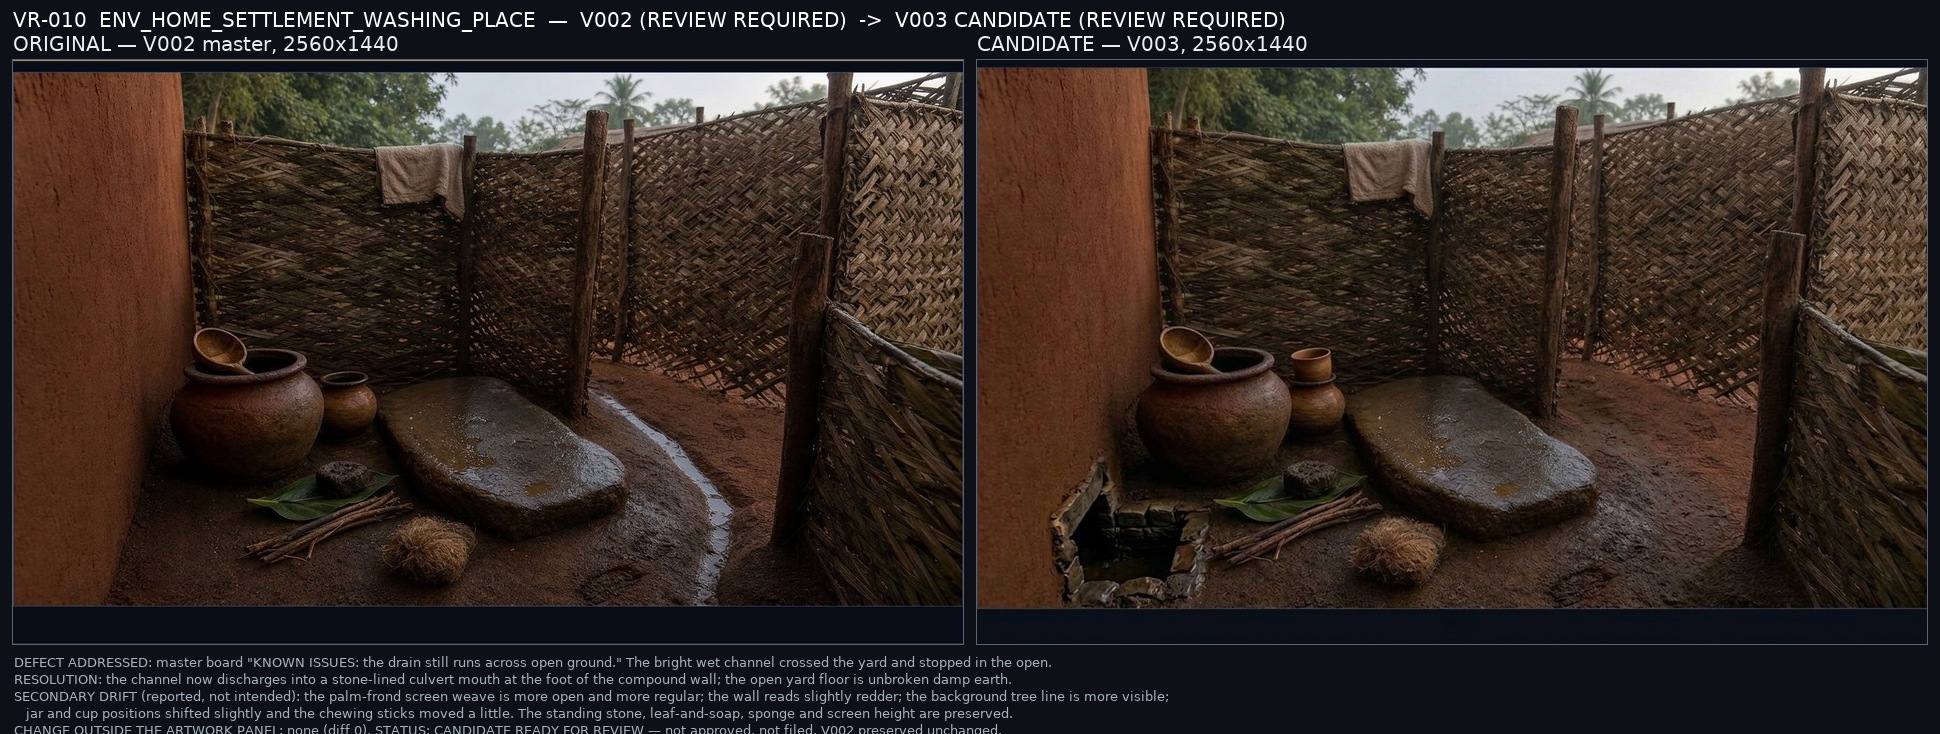 VR-010 ENV_HOME_SETTLEMENT_WASHING_PLACE — V002 (REVIEW REQUIRED) -> V003 CANDIDATE (REVIEW REQUIRED)
ORIGINAL — V002 master, 2560x1440
CANDIDATE — V003, 2560x1440
DEFECT ADDRESSED: master board "KNOWN ISSUES: the drain still runs across open ground." The bright wet channel crossed the yard and stopped in the open.
RESOLUTION: the channel now discharges into a stone-lined culvert mouth at the foot of the compound wall; the open yard floor is unbroken damp earth.
SECONDARY DRIFT (reported, not intended): the palm-frond screen weave is more open and more regular; the wall reads slightly redder; the background tree line is more visible;
jar and cup positions shifted slightly and the chewing sticks moved a little. The standing stone, leaf-and-soap, sponge and screen height are preserved.
CHANGE OUTSIDE THE ARTWORK PANEL: none (diff 0). STATUS: CANDIDATE READY FOR REVIEW — not approved, not filed. V002 preserved unchanged.